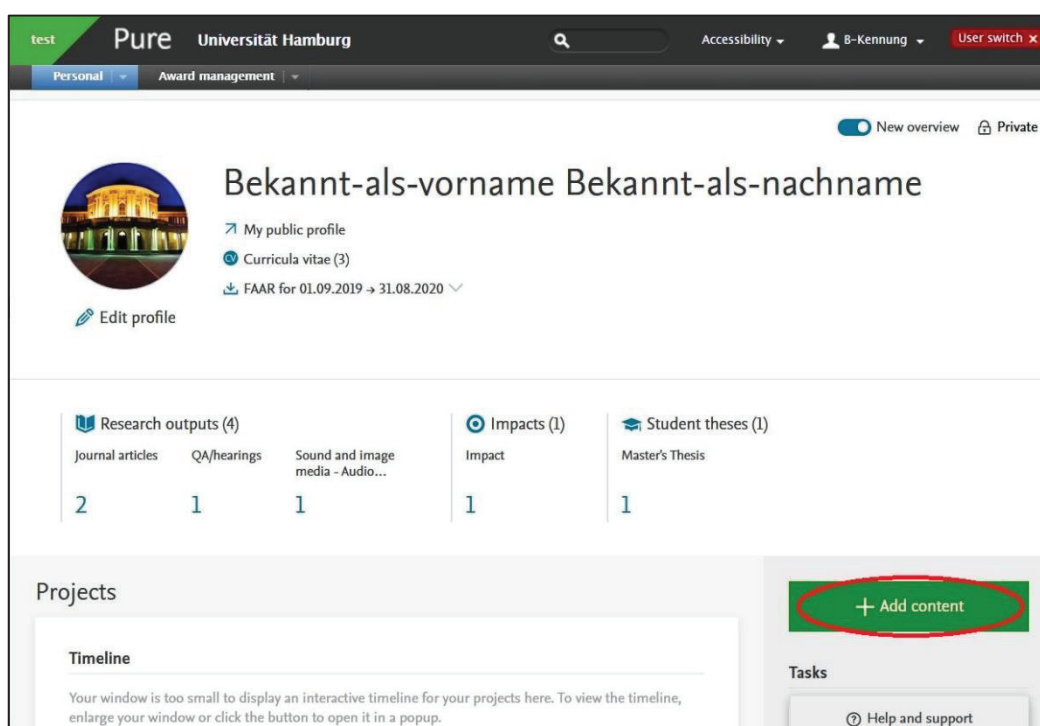 test Pure Universität Hamburg Accessibility B-Kennung User switch x
Personal Award management
New overview Private
Bekannt-als-vorname Bekannt-als-nachname
My public profile
CV Curricula vitae (3)
FAAR for 01.09.2019 → 31.08.2020
Edit profile
Research outputs (4) Impacts (1) Student theses (1)
Journal articles QA/hearings Sound and image media - Audio... Impact Master's Thesis
2 1 1 1 1
Projects
+ Add content
Timeline
Tasks
Your window is too small to display an interactive timeline for your projects here. To view the timeline,
enlarge your window or click the button to open it in a popup.
? Help and support